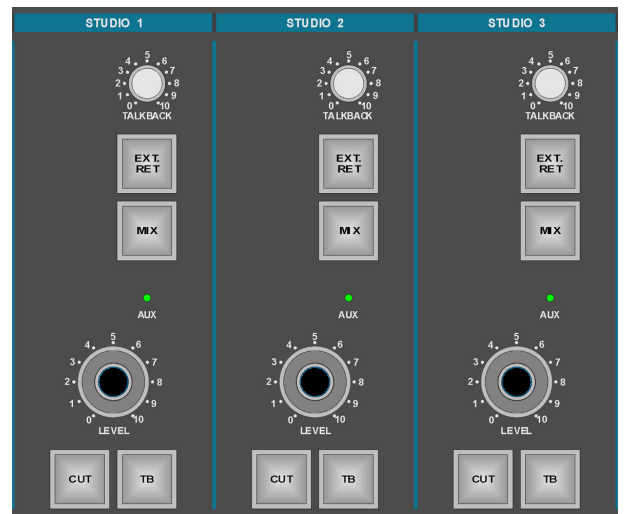 STUDIO 1
5
4 6
3 7
2 8
1 9
0 10
TALKBACK
EXT.
RET
MIX
AUX
5
4 6
3 7
2 8
1 9
0 10
LEVEL
CUT TB
STUDIO 2
5
4 6
3 7
2 8
1 9
0 10
TALKBACK
EXT.
RET
MIX
AUX
5
4 6
3 7
2 8
1 9
0 10
LEVEL
CUT TB
STUDIO 3
5
4 6
3 7
2 8
1 9
0 10
TALKBACK
EXT.
RET
MIX
AUX
5
4 6
3 7
2 8
1 9
0 10
LEVEL
CUT TB